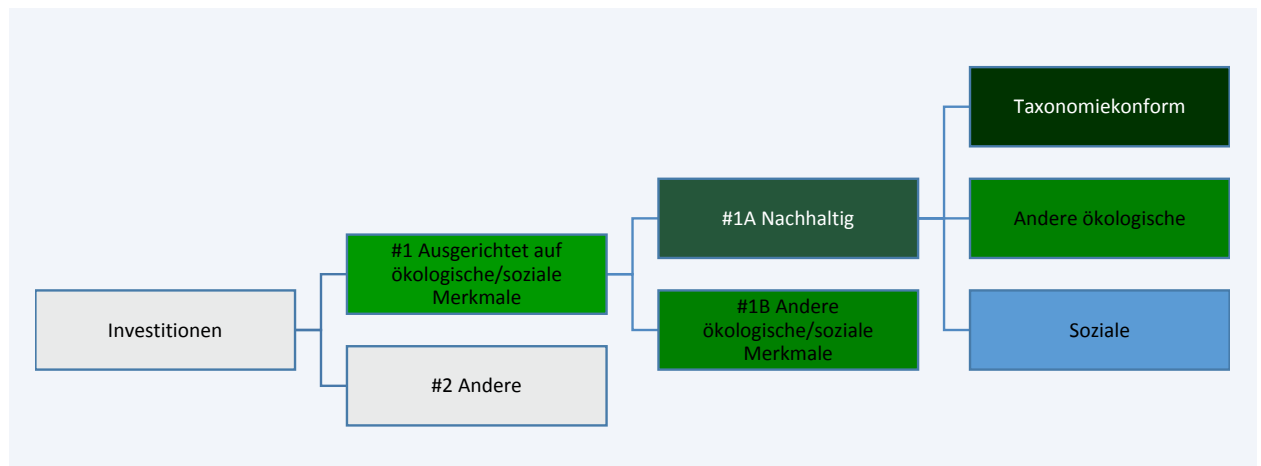 Investitionen
#1 Ausgerichtet auf
ökologische/soziale
Merkmale
#2 Andere
#1A Nachhaltig
#1B Andere
ökologische/soziale
Merkmale
Taxonomiekonform
Andere ökologische
Soziale